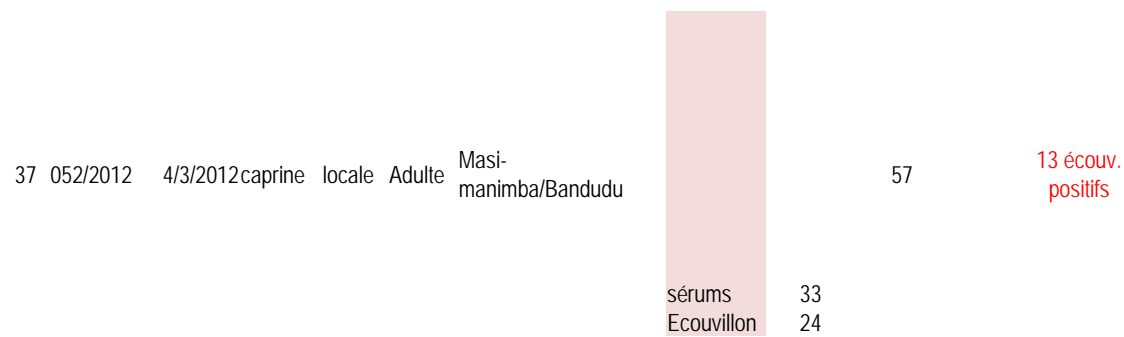 37 052/2012 4/3/2012 caprine locale Adulte Masi-
manimba/Bandudu 57 13 écouv.
positifs
sérums 33
Ecouvillon 24